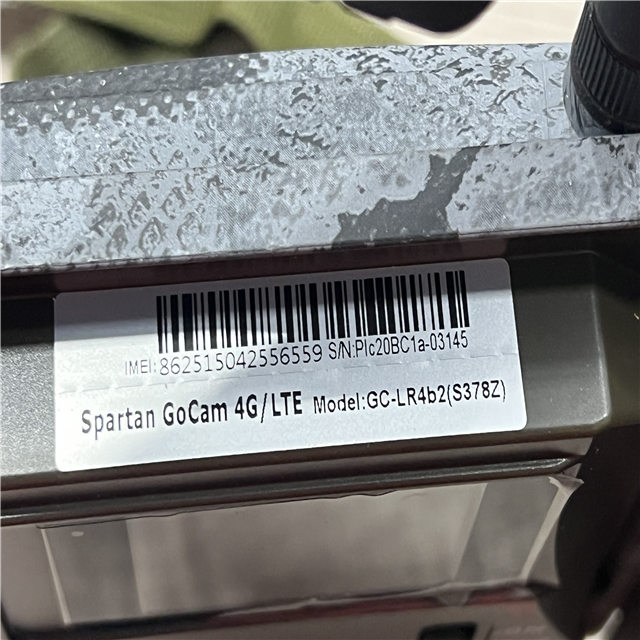 IMEI:862515042556559 S/N:Plc20BC1a-03145
Spartan GoCam 4G/LTE Model:GC-LR4b2(S378Z)